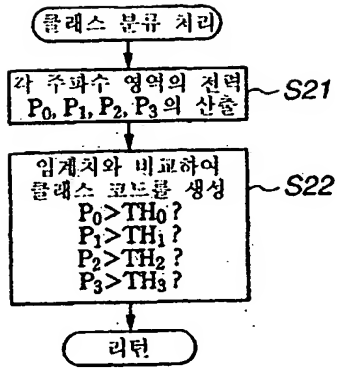 클래스 분류 처리
각 주파수 영역의 전력
P₀, P₁, P₂, P₃의 산출
S21
임계치와 비교하여
클래스 코드를 생성
P₀>TH₀?
P₁>TH₁?
P₂>TH₂?
P₃>TH₃?
S22
리턴